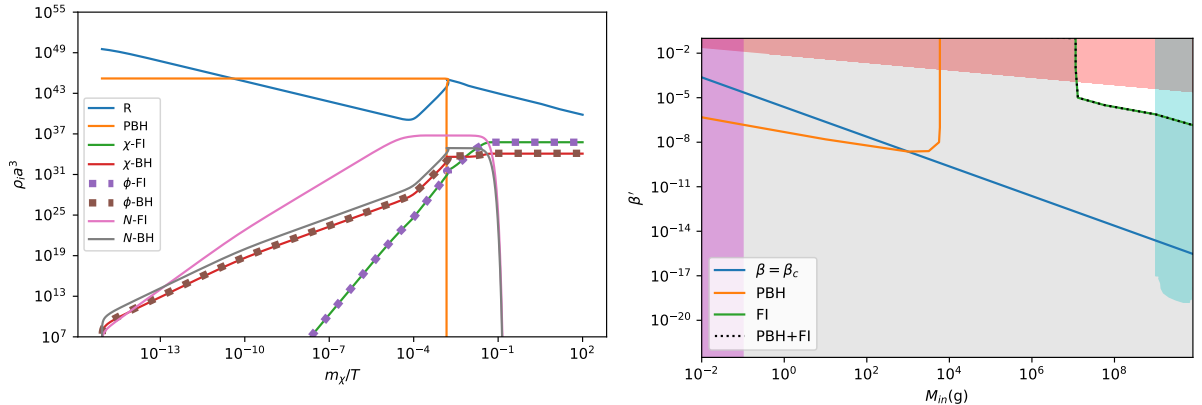 10^55
10^49
10^43
10^37
10^31
10^25
10^19
10^13
10^7
ρ_i a^3
R
PBH
χ-FI
χ-BH
ϕ-FI
ϕ-BH
N-FI
N-BH
10^−13
10^−10
10^−7
10^−4
10^−1
10^2
m_χ/T
10^−2
10^−5
10^−8
10^−11
10^−14
10^−17
10^−20
β′
β = β_c
PBH
FI
PBH+FI
10^−2
10^0
10^2
10^4
10^6
10^8
M_in(g)